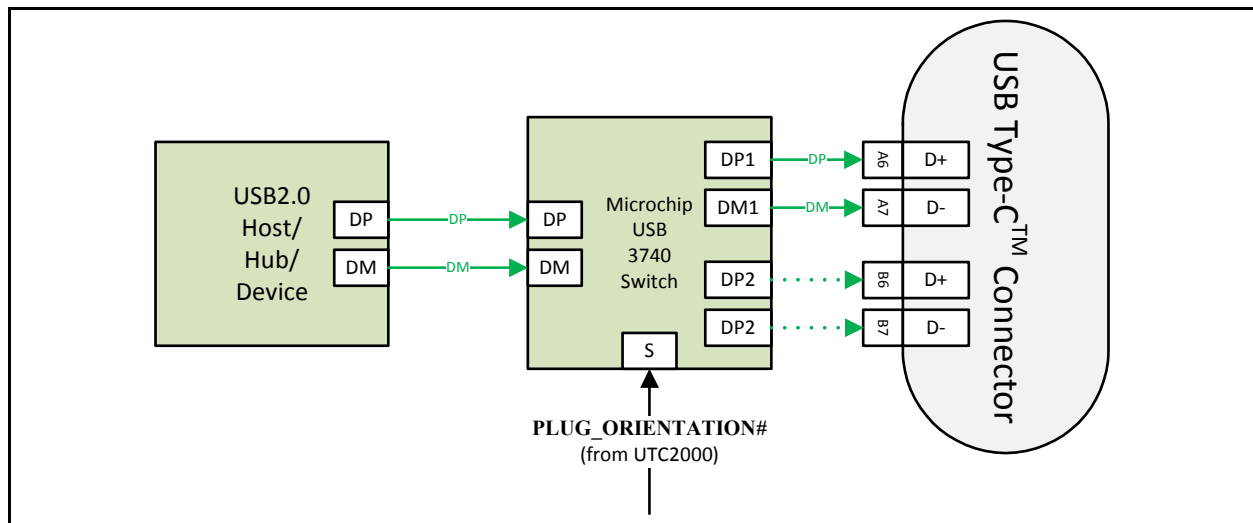 USB2.0
Host/
Hub/
Device
DP
DM
DP
DM
DP
DM
Microchip
USB
3740
Switch
DP1
DM1
DP2
DP2
S
DP
DM
A6
A7
B6
B7
D+
D-
D+
D-
USB Type-C™ Connector
PLUG_ORIENTATION#
(from UTC2000)